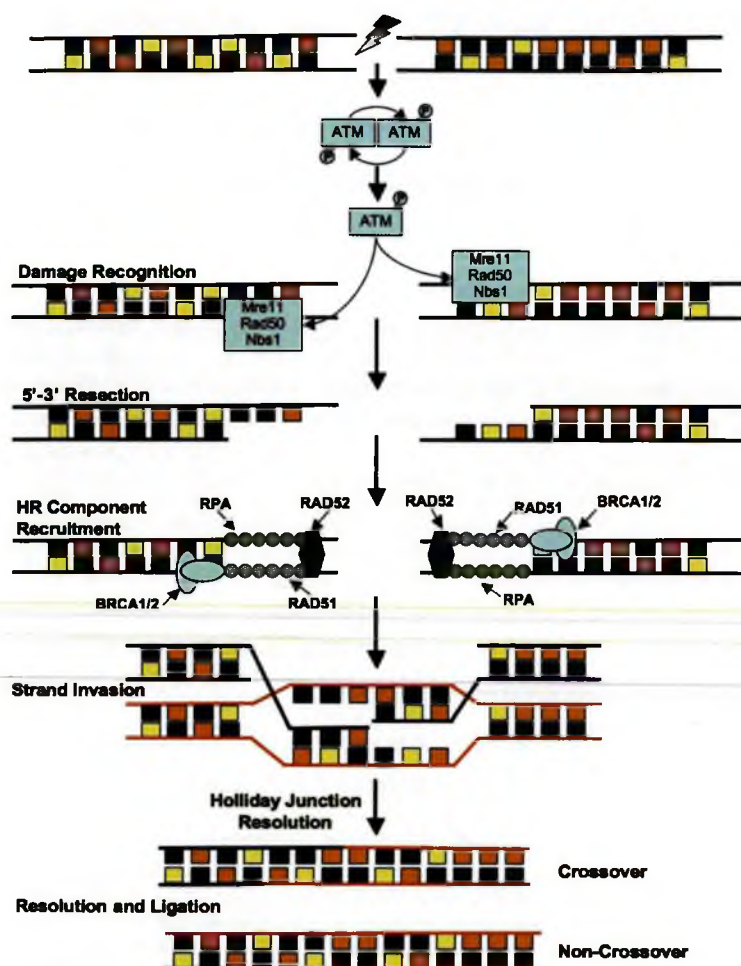 P
ATM ATM
P
P
ATM
Mre11
Rad50
Nbs1
Damage Recognition
Mre11
Rad50
Nbs1
5'-3' Resection
HR Component
Recruitment
RPA
RAD52
RAD52
RAD51
BRCA1/2
BRCA1/2
RAD51
RPA
Strand Invasion
Holliday Junction
Resolution
Crossover
Resolution and Ligation
Non-Crossover